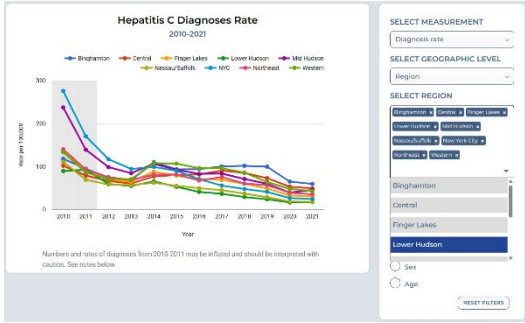 Hepatitis C Diagnoses Rate
2010-2021
Binghamton Central Finger Lakes Lower Hudson Mid Hudson
Nassau/Suffolk NYC Northeast Western
300
200
100
0
Rate per 100,000
2010 2011 2012 2013 2014 2015 2016 2017 2018 2019 2020 2021
Year
Numbers and rates of diagnoses from 2010-2011 may be inflated and should be interpreted with
caution. See notes below.
SELECT MEASUREMENT
Diagnosis rate
SELECT GEOGRAPHIC LEVEL
Region
SELECT REGION
Binghamton x Central x Finger Lakes x
Lower Hudson x Mid Hudson x
Nassau/Suffolk x New York City x
Northeast x Western x
Binghamton
Central
Finger Lakes
Lower Hudson
Sex
Age
RESET FILTERS